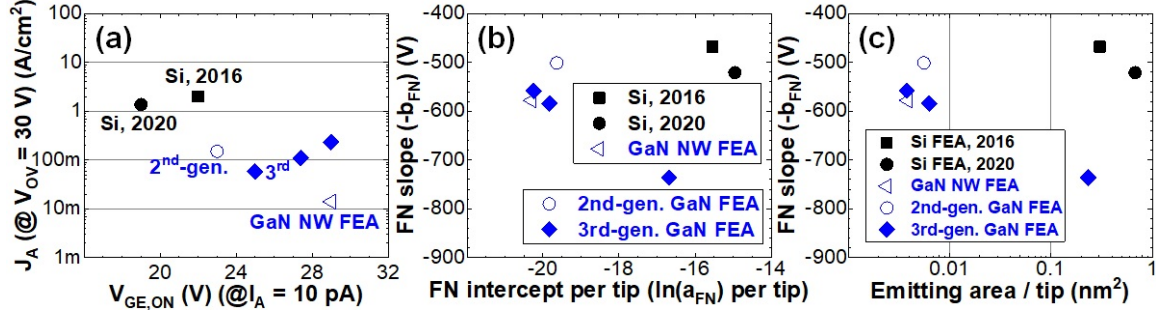 (a)
J_A (@ V_OV = 30 V) (A/cm²)
100
10
1
100m
10m
1m
Si, 2016
Si, 2020
2ⁿᵈ-gen.
3ʳᵈ
GaN NW FEA
19
22
25
28
32
V_GE,ON (V) (@I_A = 10 pA)
(b)
FN slope (-b_FN) (V)
-400
-500
-600
-700
-800
-900
Si, 2016
Si, 2020
GaN NW FEA
2nd-gen. GaN FEA
3rd-gen. GaN FEA
-20
-18
-16
-14
FN intercept per tip (ln(a_FN) per tip)
(c)
FN slope (-b_FN) (V)
-400
-500
-600
-700
-800
-900
Si FEA, 2016
Si FEA, 2020
GaN NW FEA
2nd-gen. GaN FEA
3rd-gen. GaN FEA
0.01
0.1
1
Emitting area / tip (nm²)